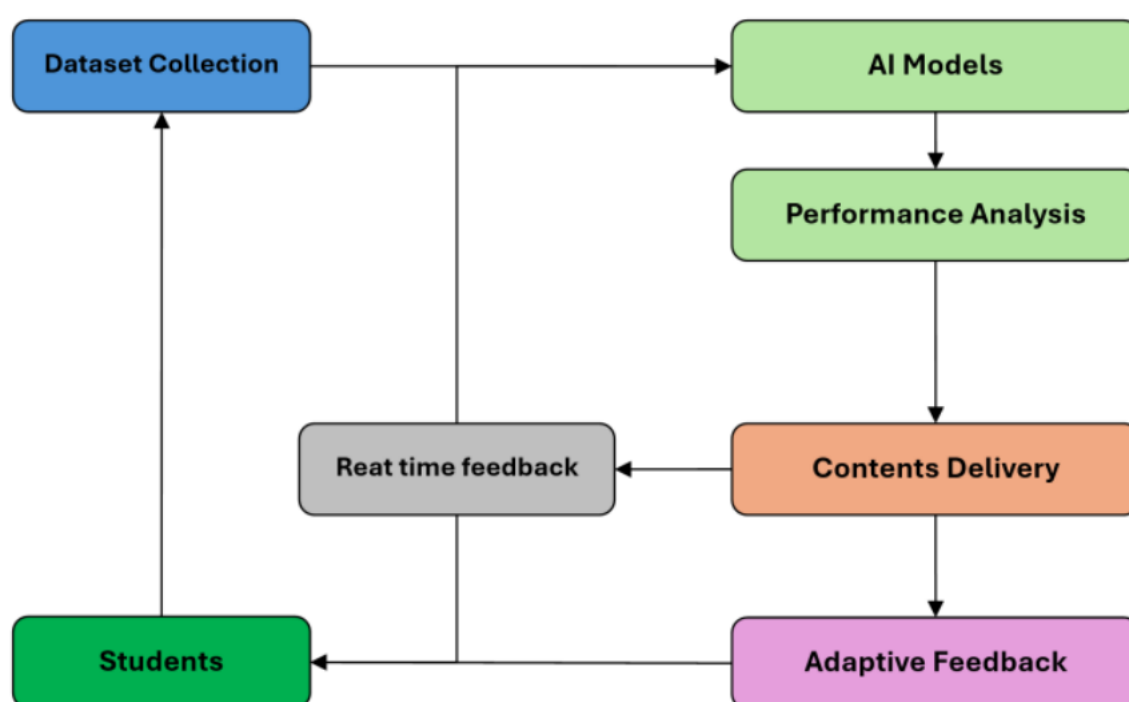 Dataset Collection
AI Models
Performance Analysis
Reat time feedback
Contents Delivery
Students
Adaptive Feedback